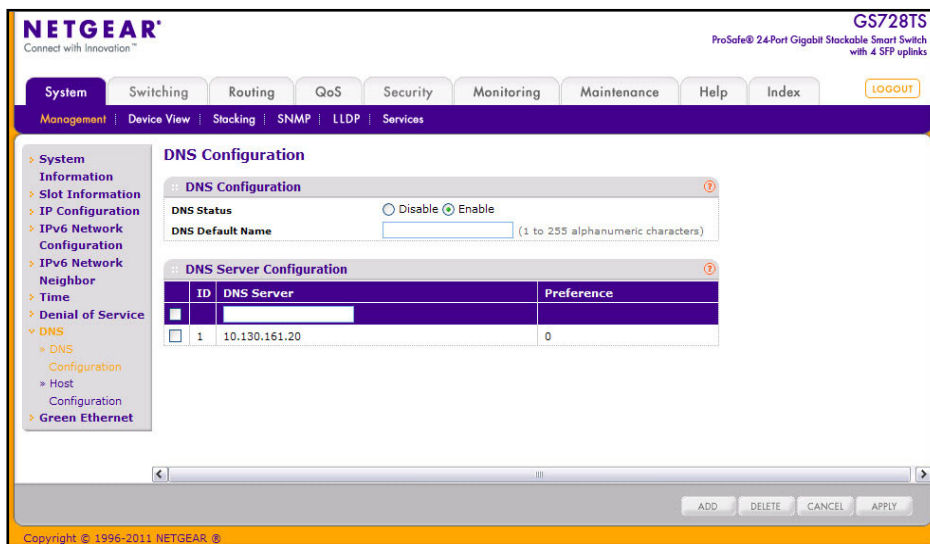 NETGEAR®
Connect with Innovation™
GS728TS
ProSafe® 24-Port Gigabit Stackable Smart Switch
with 4 SFP uplinks
System Switching Routing QoS Security Monitoring Maintenance Help Index LOGOUT
Management Device View Stacking SNMP LLDP Services
System
Information
Slot Information
IP Configuration
IPv6 Network
Configuration
IPv6 Network
Neighbor
Time
Denial of Service
DNS
» DNS
Configuration
» Host
Configuration
Green Ethernet
DNS Configuration
DNS Configuration ?
DNS Status Disable Enable
DNS Default Name (1 to 255 alphanumeric characters)
DNS Server Configuration ?
ID DNS Server Preference
1 10.130.161.20 0
ADD DELETE CANCEL APPLY
Copyright © 1996-2011 NETGEAR ®